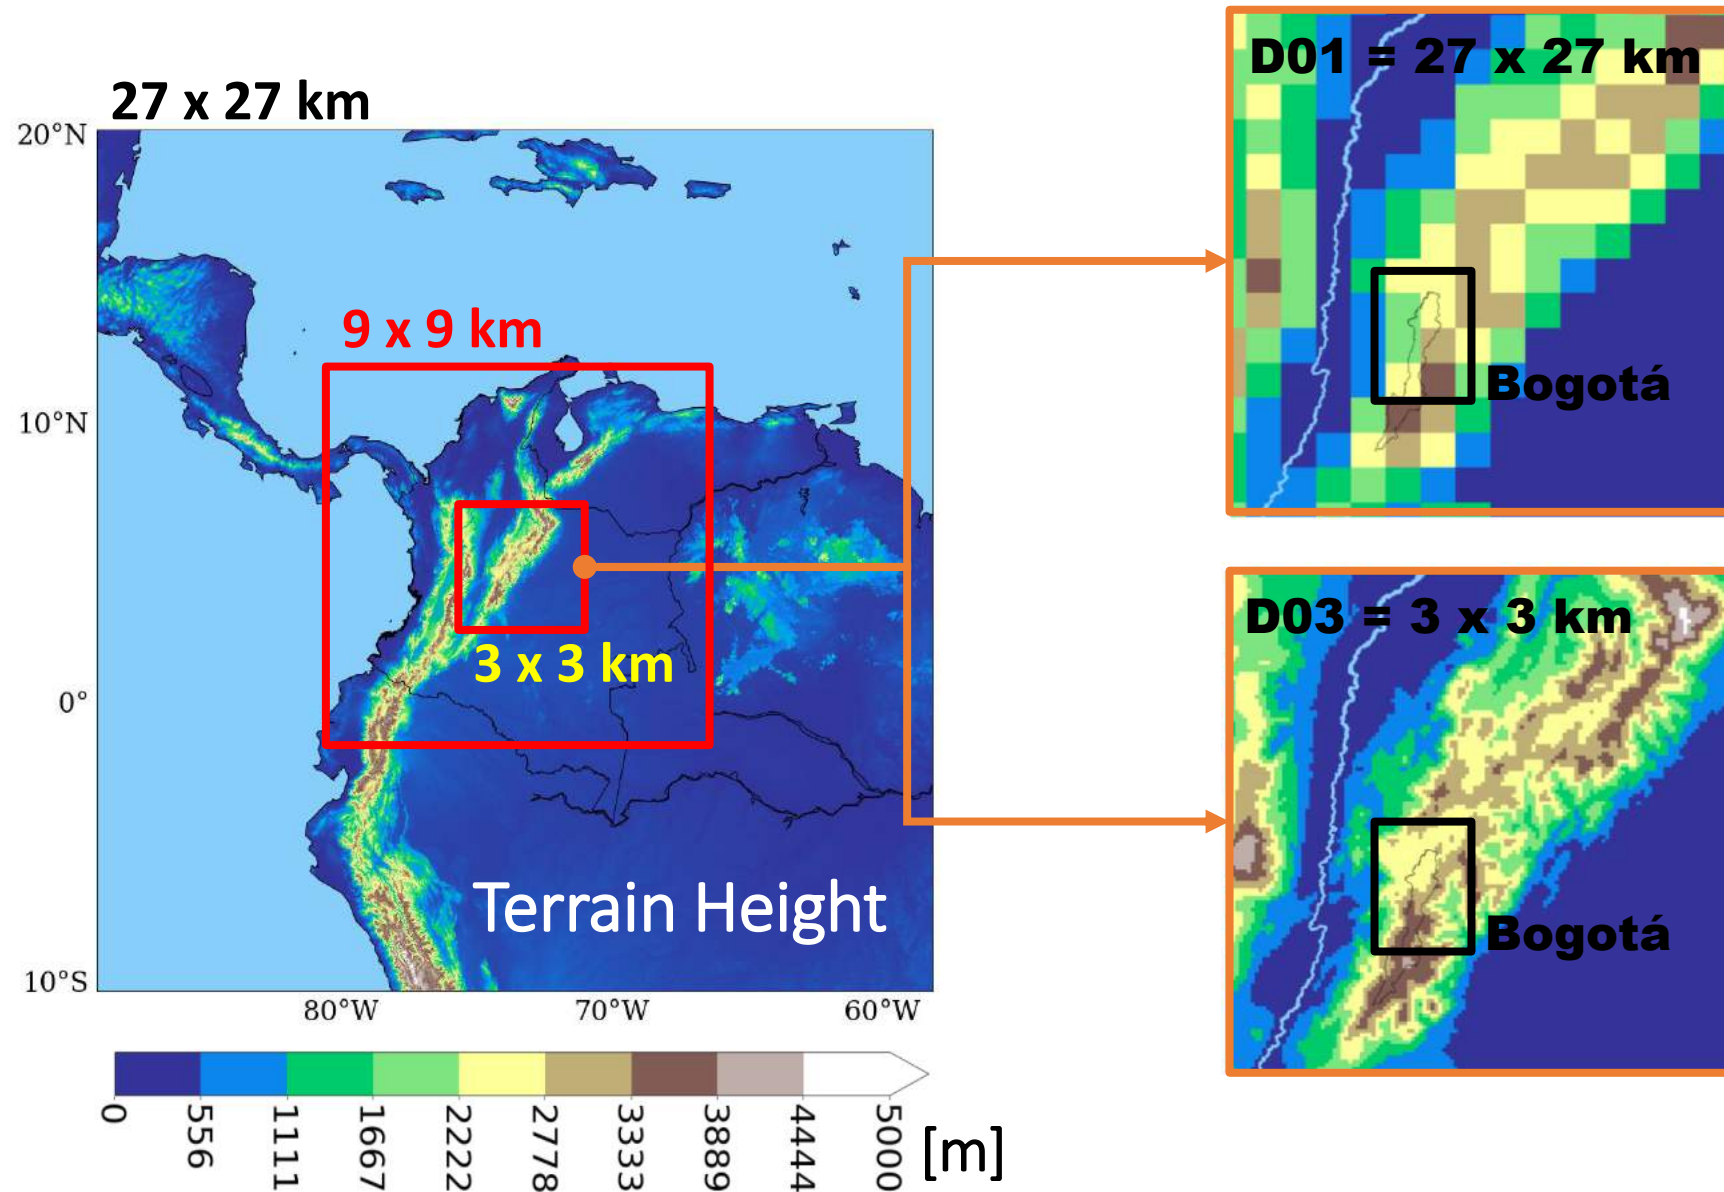 27 x 27 km
20°N
10°N
0°
10°S
80°W
70°W
60°W
9 x 9 km
3 x 3 km
Terrain Height
0
556
1111
1667
2222
2778
3333
3889
4444
5000
[m]
D01 = 27 x 27 km
Bogotá
D03 = 3 x 3 km
Bogotá